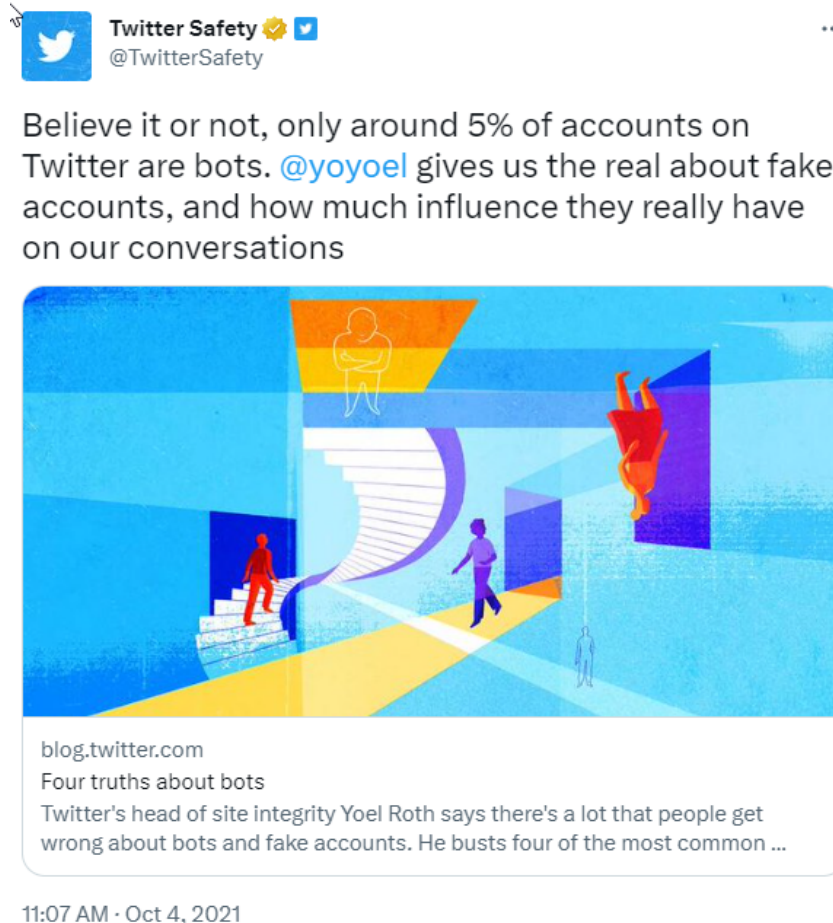 Twitter Safety
@TwitterSafety
Believe it or not, only around 5% of accounts on
Twitter are bots. @yoyoel gives us the real about fake
accounts, and how much influence they really have
on our conversations
blog.twitter.com
Four truths about bots
Twitter's head of site integrity Yoel Roth says there's a lot that people get
wrong about bots and fake accounts. He busts four of the most common ...
11:07 AM · Oct 4, 2021